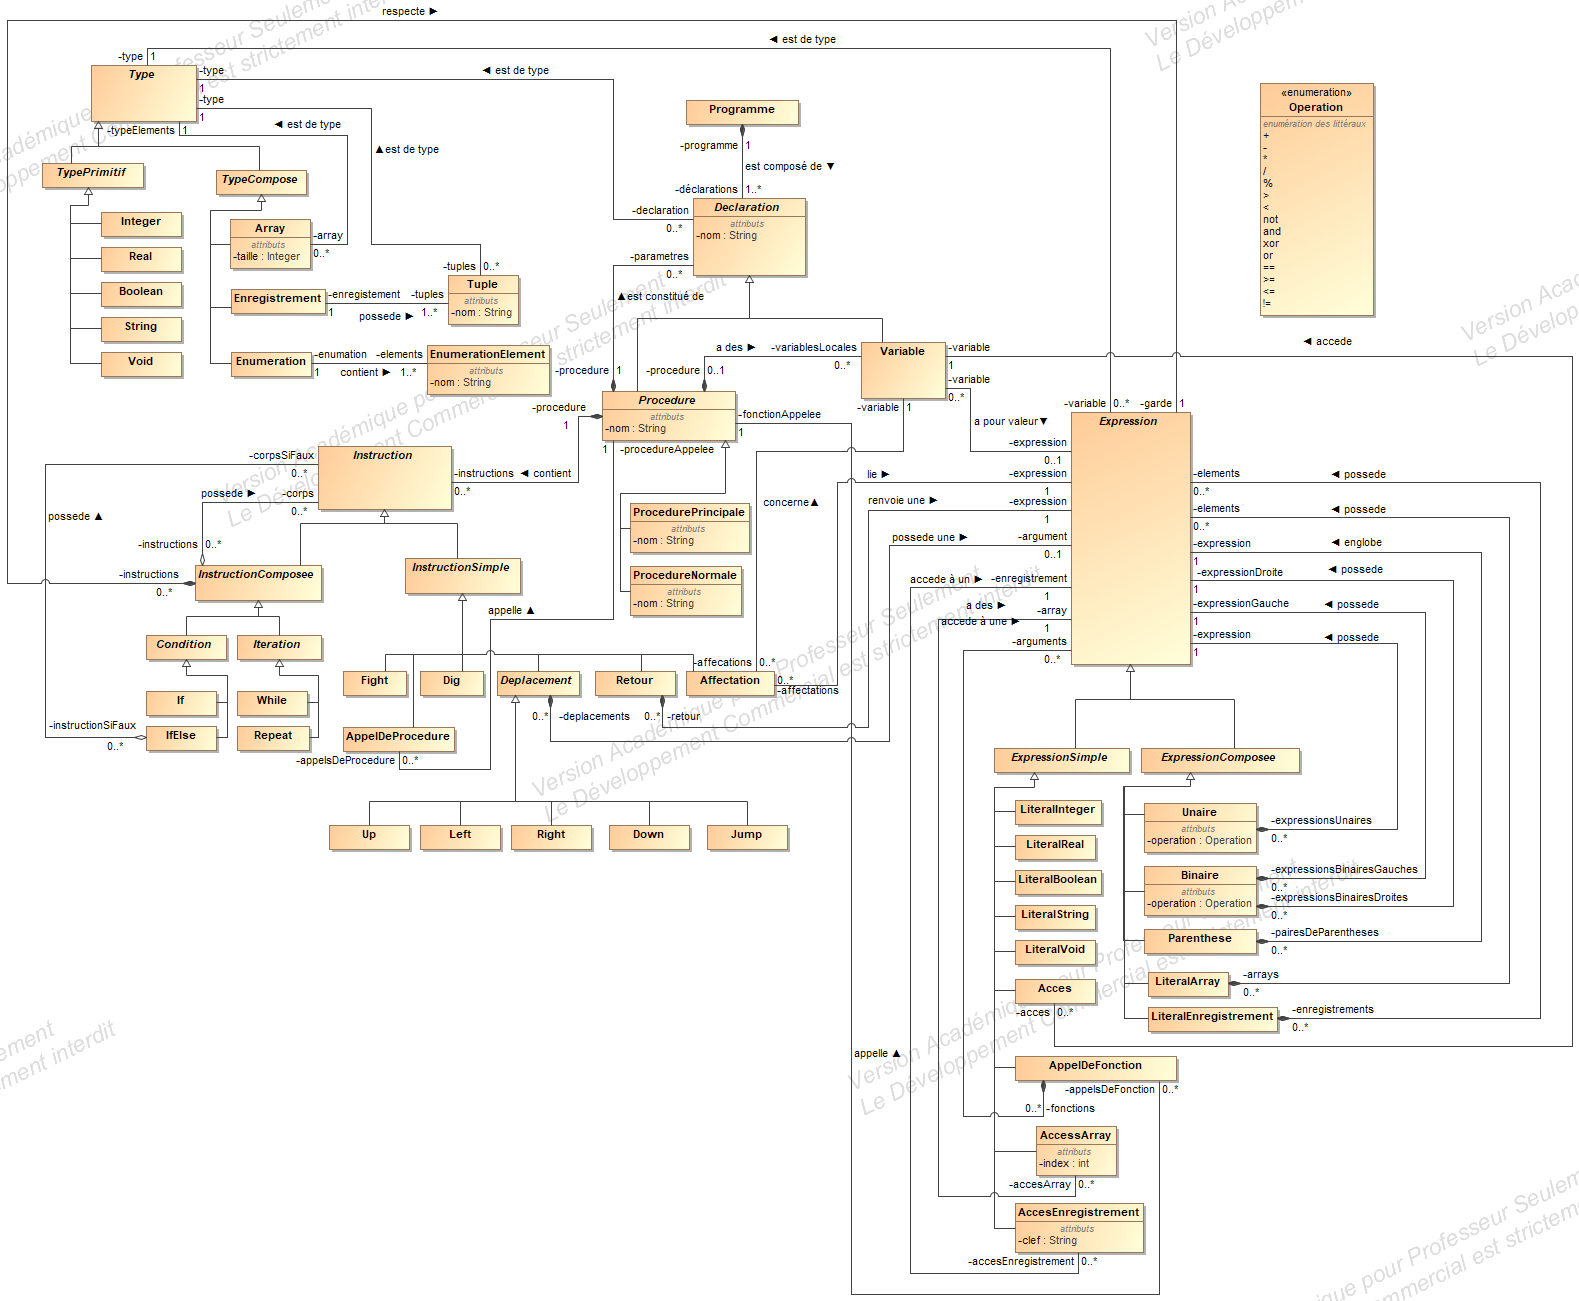 respecte ►
◄ est de type
-type 1
Type
-type
1
◄ est de type
-type
1
-typeElements 1
◄ est de type
▲est de type
TypePrimitif
TypeCompose
Integer
Real
Boolean
String
Void
Array
attributs
-taille : Integer
-array
0..*
Enregistrement
-enregistement
1
possede ►
-tuples
1..*
-tuples 0..*
Tuple
attributs
-nom : String
Enumeration
-enumation
1
contient ►
-elements
1..*
EnumerationElement
attributs
-nom : String
Programme
-programme 1
est composé de ▼
-déclarations 1..*
Declaration
attributs
-nom : String
-declaration
0..*
-parametres
0..*
▲est constitué de
«enumeration»
Operation
enumération des littéraux
+
-
*
/
%
>
<
not
and
xor
or
==
>=
<=
!=
◄ accede
Variable
a des ►
-variablesLocales
0..*
-variable
1
-variable
0..*
-variable 1
-procedure 1
-procedure 0..1
-procedure
1
Procedure
attributs
-nom : String
-fonctionAppelee
1
1 -procedureAppelee
a pour valeur▼
-variable 0..*
-garde 1
Expression
-corpsSiFaux
0..*
Instruction
-instructions
0..*
◄ contient
possede ►
-corps
0..*
possede ▲
-instructions 0..*
-instructions
0..*
InstructionComposee
InstructionSimple
ProcedurePrincipale
attributs
-nom : String
ProcedureNormale
attributs
-nom : String
concerne▲
-expression
0..1
lie ►
-expression
1
renvoie une ►
-expression
1
possede une ►
-argument
0..1
accede à un ►
-enregistrement
1
a des ►
-array
1
accede à une ►
-arguments
0..*
-elements
0..*
◄ possede
-elements
0..*
◄ possede
-expression
1
◄ englobe
-expressionDroite
1
◄ possede
-expressionGauche
1
◄ possede
-expression
1
◄ possede
appelle ▲
Condition
Iteration
If
IfElse
-instructionSiFaux
0..*
While
Repeat
Fight
Dig
Deplacement
Retour
Affectation
-affecations 0..*
0..*
-affectations
0..* -deplacements
0..* -retour
AppelDeProcedure
-appelsDeProcedure 0..*
Up
Left
Right
Down
Jump
ExpressionSimple
ExpressionComposee
LiteralInteger
LiteralReal
LiteralBoolean
LiteralString
LiteralVoid
Acces
-acces 0..*
Unaire
attributs
-operation : Operation
-expressionsUnaires
0..*
Binaire
attributs
-operation : Operation
-expressionsBinairesGauches
0..*
-expressionsBinairesDroites
0..*
Parenthese
-pairesDeParentheses
0..*
LiteralArray
-arrays
0..*
LiteralEnregistrement
-enregistrements
0..*
appelle ▲
AppelDeFonction
-appelsDeFonction 0..*
0..* -fonctions
AccessArray
attributs
-index : int
-accesArray 0..*
AccesEnregistrement
attributs
-clef : String
-accesEnregistrement 0..*